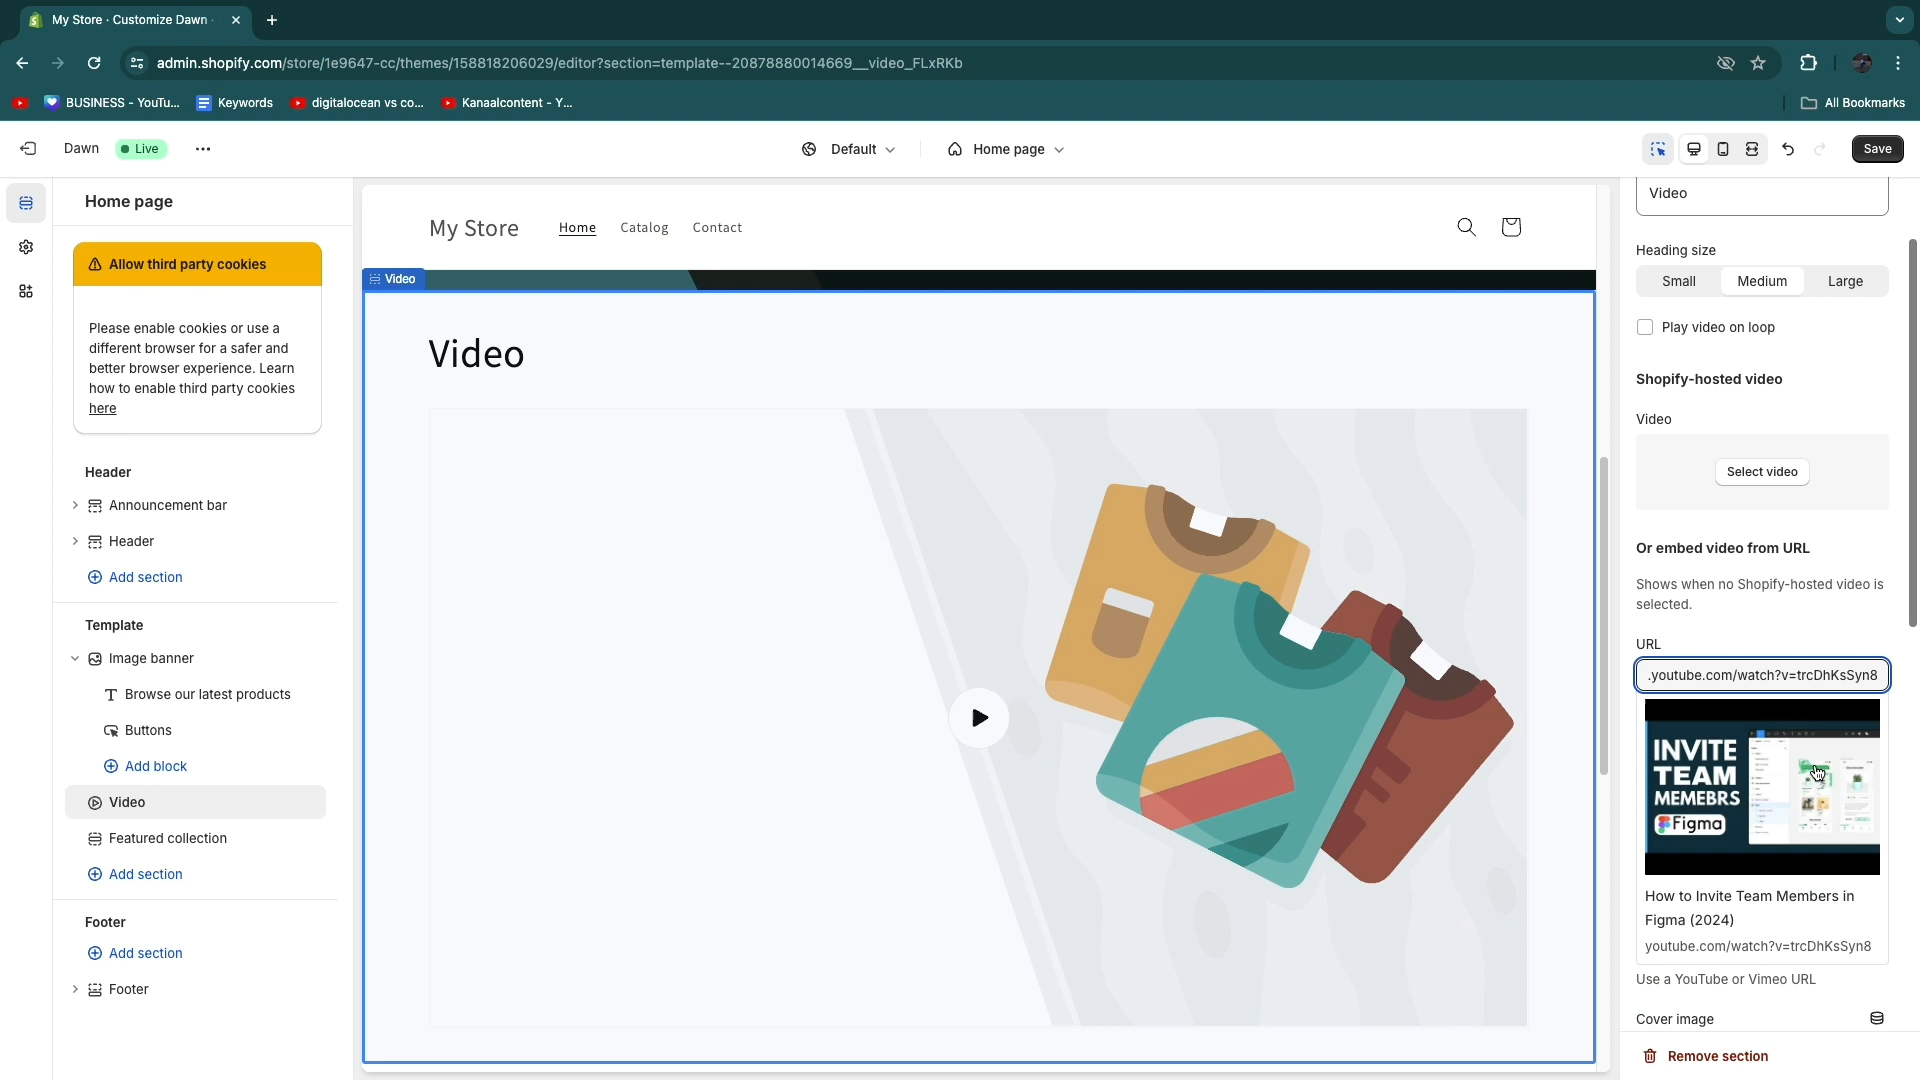 My Store · Customize Dawn ·
admin.shopify.com/store/1e9647-cc/themes/158818206029/editor?section=template--20878880014669__video_FLxRKb
BUSINESS - YouTu...
Keywords
digitalocean vs co...
Kanaalcontent - Y...
All Bookmarks
Dawn
Live
Default
Home page
Save
Home page
Allow third party cookies
Please enable cookies or use a
different browser for a safer and
better browser experience. Learn
how to enable third party cookies
here
Header
Announcement bar
Header
Add section
Template
Image banner
Browse our latest products
Buttons
Add block
Video
Featured collection
Add section
Footer
Add section
Footer
My Store
Home
Catalog
Contact
Video
Video
Video
Heading size
Small
Medium
Large
Play video on loop
Shopify-hosted video
Video
Select video
Or embed video from URL
Shows when no Shopify-hosted video is
selected.
URL
.youtube.com/watch?v=trcDhKsSyn8
INVITE
TEAM
MEMEBRS
Figma
How to Invite Team Members in
Figma (2024)
youtube.com/watch?v=trcDhKsSyn8
Use a YouTube or Vimeo URL
Cover image
Remove section